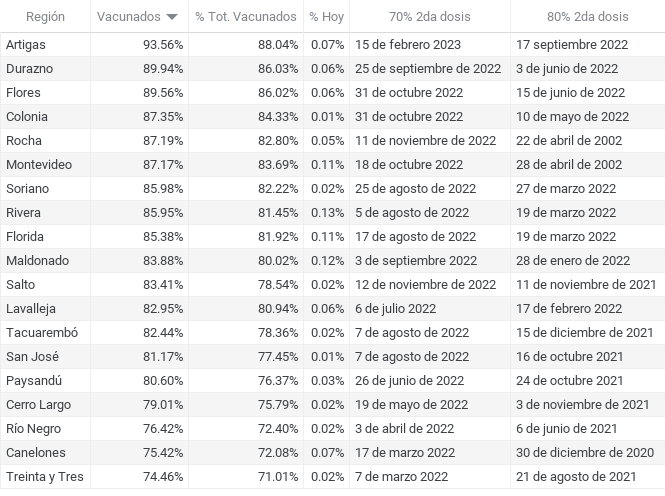 Región Vacunados % Tot. Vacunados % Hoy 70% 2da dosis 80% 2da dosis
Artigas 93.56% 88.04% 0.07% 15 de febrero 2023 17 septiembre 2022
Durazno 89.94% 86.03% 0.06% 25 de septiembre de 2022 3 de junio de 2022
Flores 89.56% 86.02% 0.06% 31 de octubre 2022 15 de junio de 2022
Colonia 87.35% 84.33% 0.01% 31 de octubre 2022 10 de mayo de 2022
Rocha 87.19% 82.80% 0.05% 11 de noviembre de 2022 22 de abril de 2002
Montevideo 87.17% 83.69% 0.11% 18 de octubre 2022 28 de abril de 2002
Soriano 85.98% 82.22% 0.02% 25 de agosto de 2022 27 de marzo 2022
Rivera 85.95% 81.45% 0.13% 5 de agosto de 2022 19 de marzo 2022
Florida 85.38% 81.92% 0.11% 17 de agosto de 2022 19 de marzo 2022
Maldonado 83.88% 80.02% 0.12% 3 de septiembre 2022 28 de enero de 2022
Salto 83.41% 78.54% 0.02% 12 de noviembre de 2022 11 de noviembre de 2021
Lavalleja 82.95% 80.94% 0.06% 6 de julio 2022 17 de febrero 2022
Tacuarembó 82.44% 78.36% 0.02% 7 de agosto de 2022 15 de diciembre de 2021
San José 81.17% 77.45% 0.01% 7 de agosto de 2022 16 de octubre 2021
Paysandú 80.60% 76.37% 0.03% 26 de junio de 2022 24 de octubre 2021
Cerro Largo 79.01% 75.79% 0.02% 19 de mayo de 2022 3 de noviembre de 2021
Río Negro 76.42% 72.40% 0.02% 3 de abril de 2022 6 de junio de 2021
Canelones 75.42% 72.08% 0.07% 17 de marzo 2022 30 de diciembre de 2020
Treinta y Tres 74.46% 71.01% 0.02% 7 de marzo 2022 21 de agosto de 2021